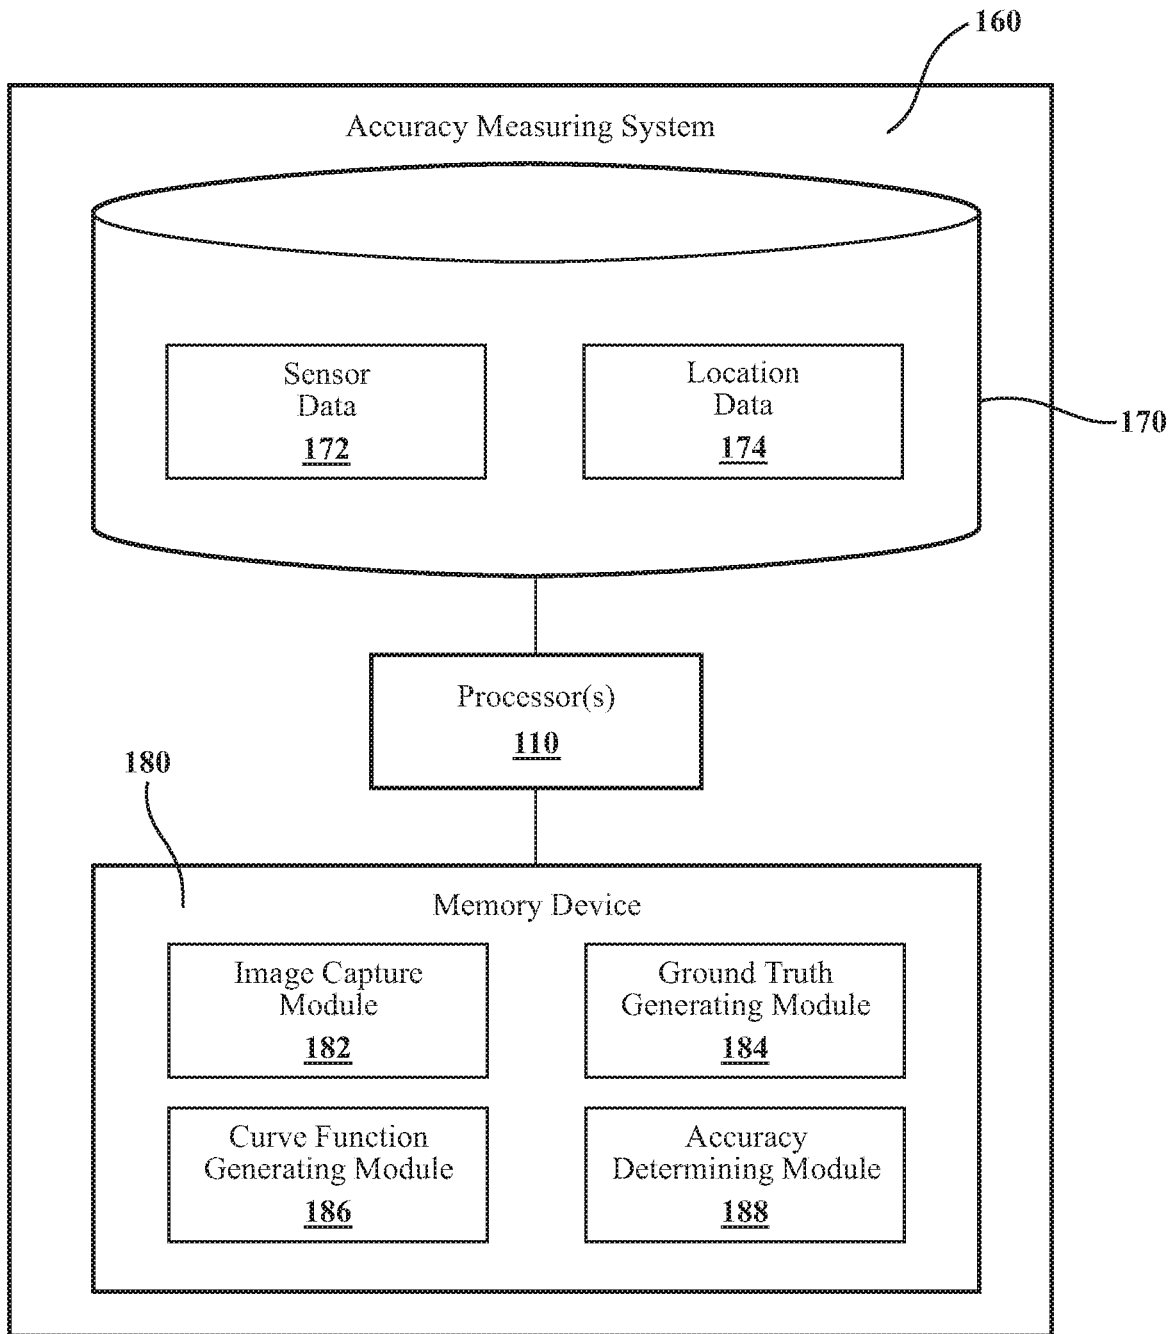 160
Accuracy Measuring System
Sensor
Data
172
Location
Data
174
170
Processor(s)
110
180
Memory Device
Image Capture
Module
182
Ground Truth
Generating Module
184
Curve Function
Generating Module
186
Accuracy
Determining Module
188